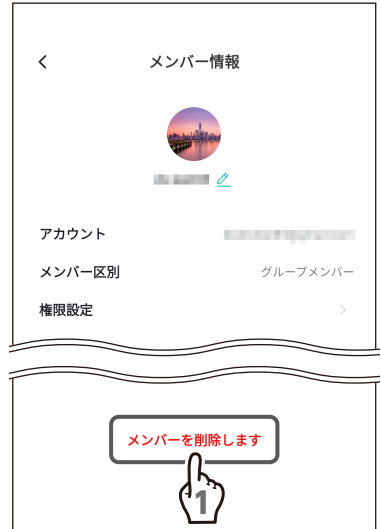 メンバー情報
アカウント
メンバー区別
グループメンバー
権限設定
メンバーを削除します
1